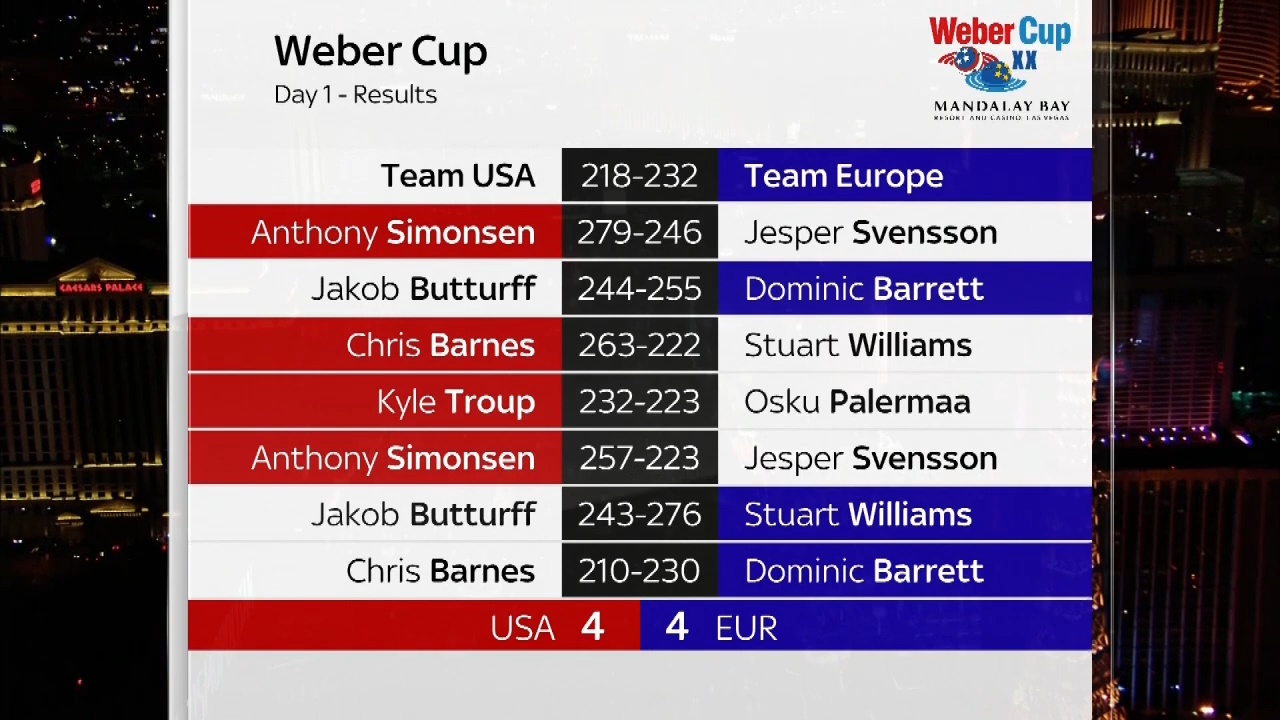 Weber Cup
Day 1 - Results
Weber Cup
XX
MANDALAY BAY
RESORT AND CASINO, LAS VEGAS
Team USA 218-232 Team Europe
Anthony Simonsen 279-246 Jesper Svensson
Jakob Butturff 244-255 Dominic Barrett
Chris Barnes 263-222 Stuart Williams
Kyle Troup 232-223 Osku Palermaa
Anthony Simonsen 257-223 Jesper Svensson
Jakob Butturff 243-276 Stuart Williams
Chris Barnes 210-230 Dominic Barrett
USA 4 4 EUR
CAESARS PALACE